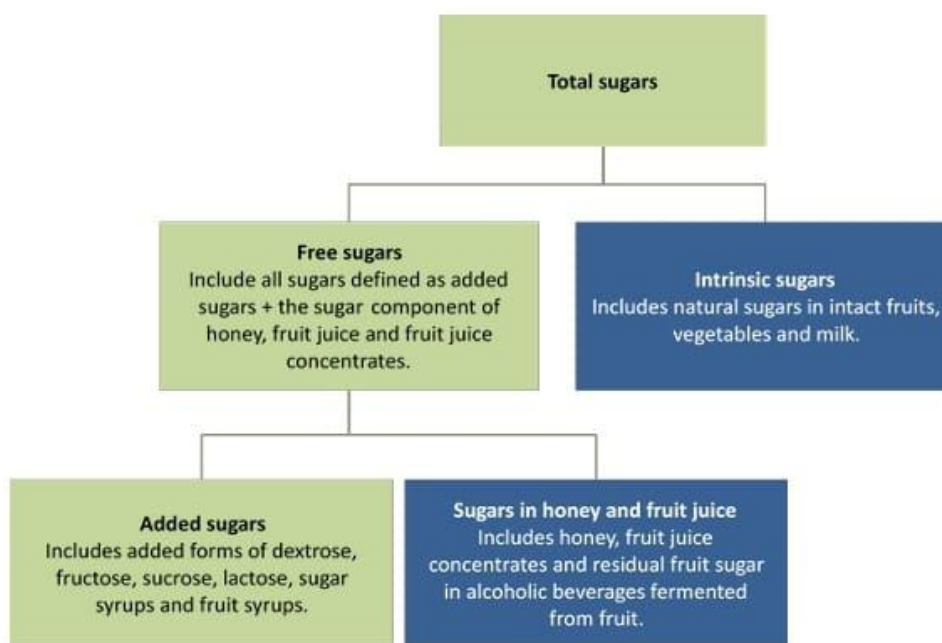 Total sugars
Free sugars
Include all sugars defined as added
sugars + the sugar component of
honey, fruit juice and fruit juice
concentrates.
Intrinsic sugars
Includes natural sugars in intact fruits,
vegetables and milk.
Added sugars
Includes added forms of dextrose,
fructose, sucrose, lactose, sugar
syrups and fruit syrups.
Sugars in honey and fruit juice
Includes honey, fruit juice
concentrates and residual fruit sugar
in alcoholic beverages fermented
from fruit.